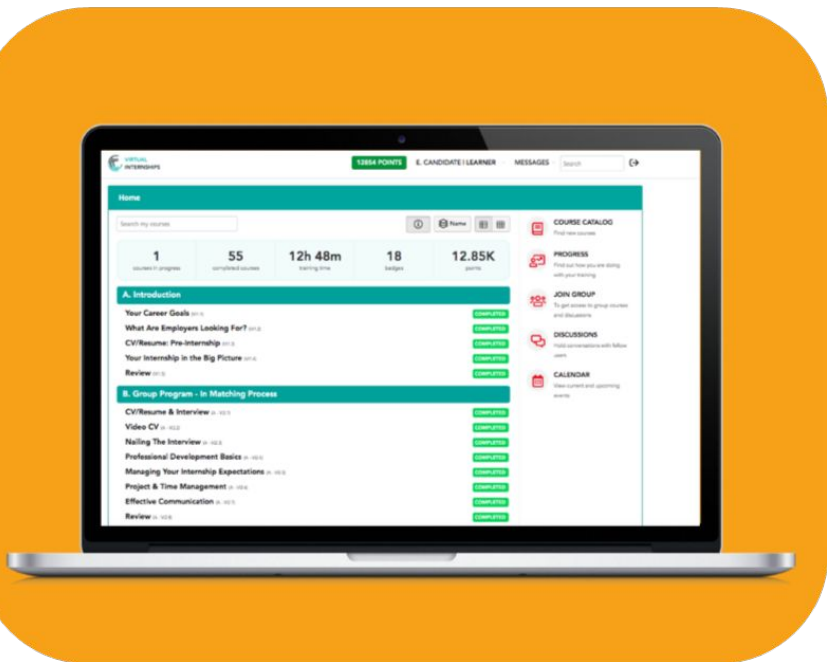 VIRTUAL
INTERNSHIPS
12854 POINTS
E. CANDIDATE | LEARNER
MESSAGES
Search
Home
Search my courses
Name
1
courses in progress
55
completed courses
12h 48m
training time
18
badges
12.85K
points
A. Introduction
Your Career Goals
COMPLETED
What Are Employers Looking For?
COMPLETED
CV/Resume: Pre-Internship
COMPLETED
Your Internship in the Big Picture
COMPLETED
Review
COMPLETED
B. Group Program - In Matching Process
CV/Resume & Interview
COMPLETED
Video CV
COMPLETED
Nailing The Interview
COMPLETED
Professional Development Basics
COMPLETED
Managing Your Internship Expectations
COMPLETED
Project & Time Management
COMPLETED
Effective Communication
COMPLETED
Review
COMPLETED
COURSE CATALOG
Find new courses
PROGRESS
Find out how you are doing
with your training
JOIN GROUP
To get access to group courses
and discussions
DISCUSSIONS
Hold conversations with fellow
users
CALENDAR
View current and upcoming
events